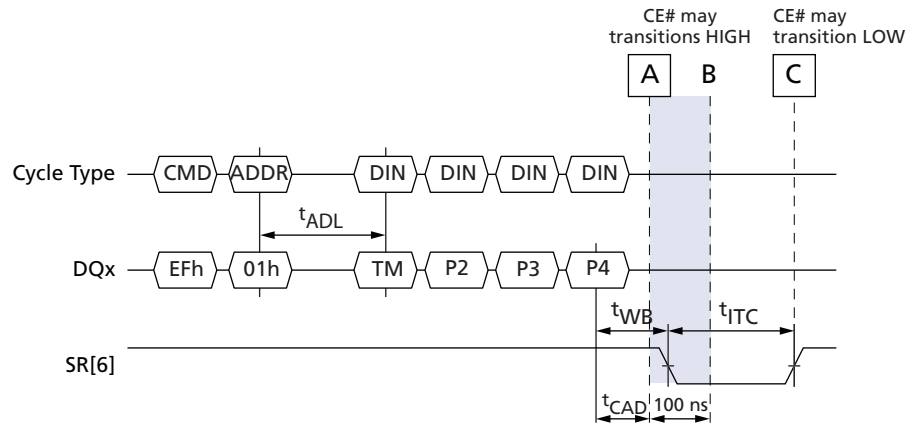 CE# may
transitions HIGH
CE# may
transition LOW
A
B
C
Cycle Type
CMD
ADDR
DIN
DIN
DIN
DIN
tADL
DQx
EFh
01h
TM
P2
P3
P4
tWB
tITC
SR[6]
tCAD
100 ns